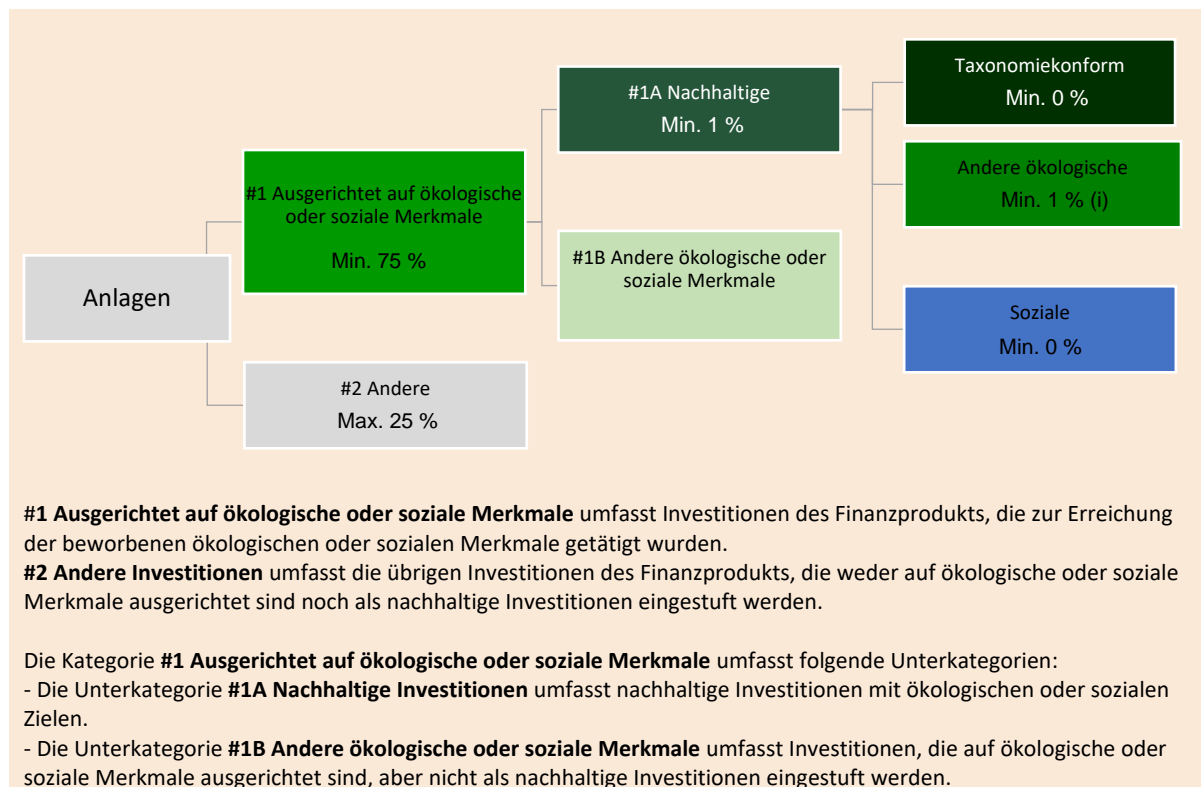 Anlagen
#1 Ausgerichtet auf ökologische
oder soziale Merkmale
Min. 75 %
#2 Andere
Max. 25 %
#1A Nachhaltige
Min. 1 %
#1B Andere ökologische oder
soziale Merkmale
Taxonomiekonform
Min. 0 %
Andere ökologische
Min. 1 % (i)
Soziale
Min. 0 %
#1 Ausgerichtet auf ökologische oder soziale Merkmale umfasst Investitionen des Finanzprodukts, die zur Erreichung
der beworbenen ökologischen oder sozialen Merkmale getätigt wurden.
#2 Andere Investitionen umfasst die übrigen Investitionen des Finanzprodukts, die weder auf ökologische oder soziale
Merkmale ausgerichtet sind noch als nachhaltige Investitionen eingestuft werden.
Die Kategorie #1 Ausgerichtet auf ökologische oder soziale Merkmale umfasst folgende Unterkategorien:
- Die Unterkategorie #1A Nachhaltige Investitionen umfasst nachhaltige Investitionen mit ökologischen oder sozialen
Zielen.
- Die Unterkategorie #1B Andere ökologische oder soziale Merkmale umfasst Investitionen, die auf ökologische oder
soziale Merkmale ausgerichtet sind, aber nicht als nachhaltige Investitionen eingestuft werden.